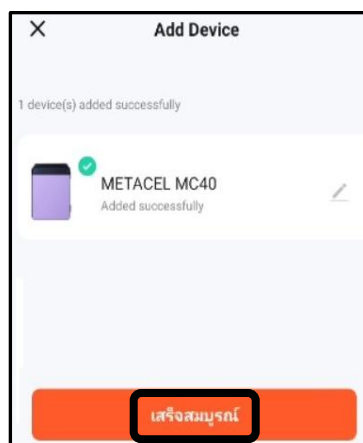 Add Device
1 device(s) added successfully
METACEL MC40
Added successfully
เสร็จสมบูรณ์